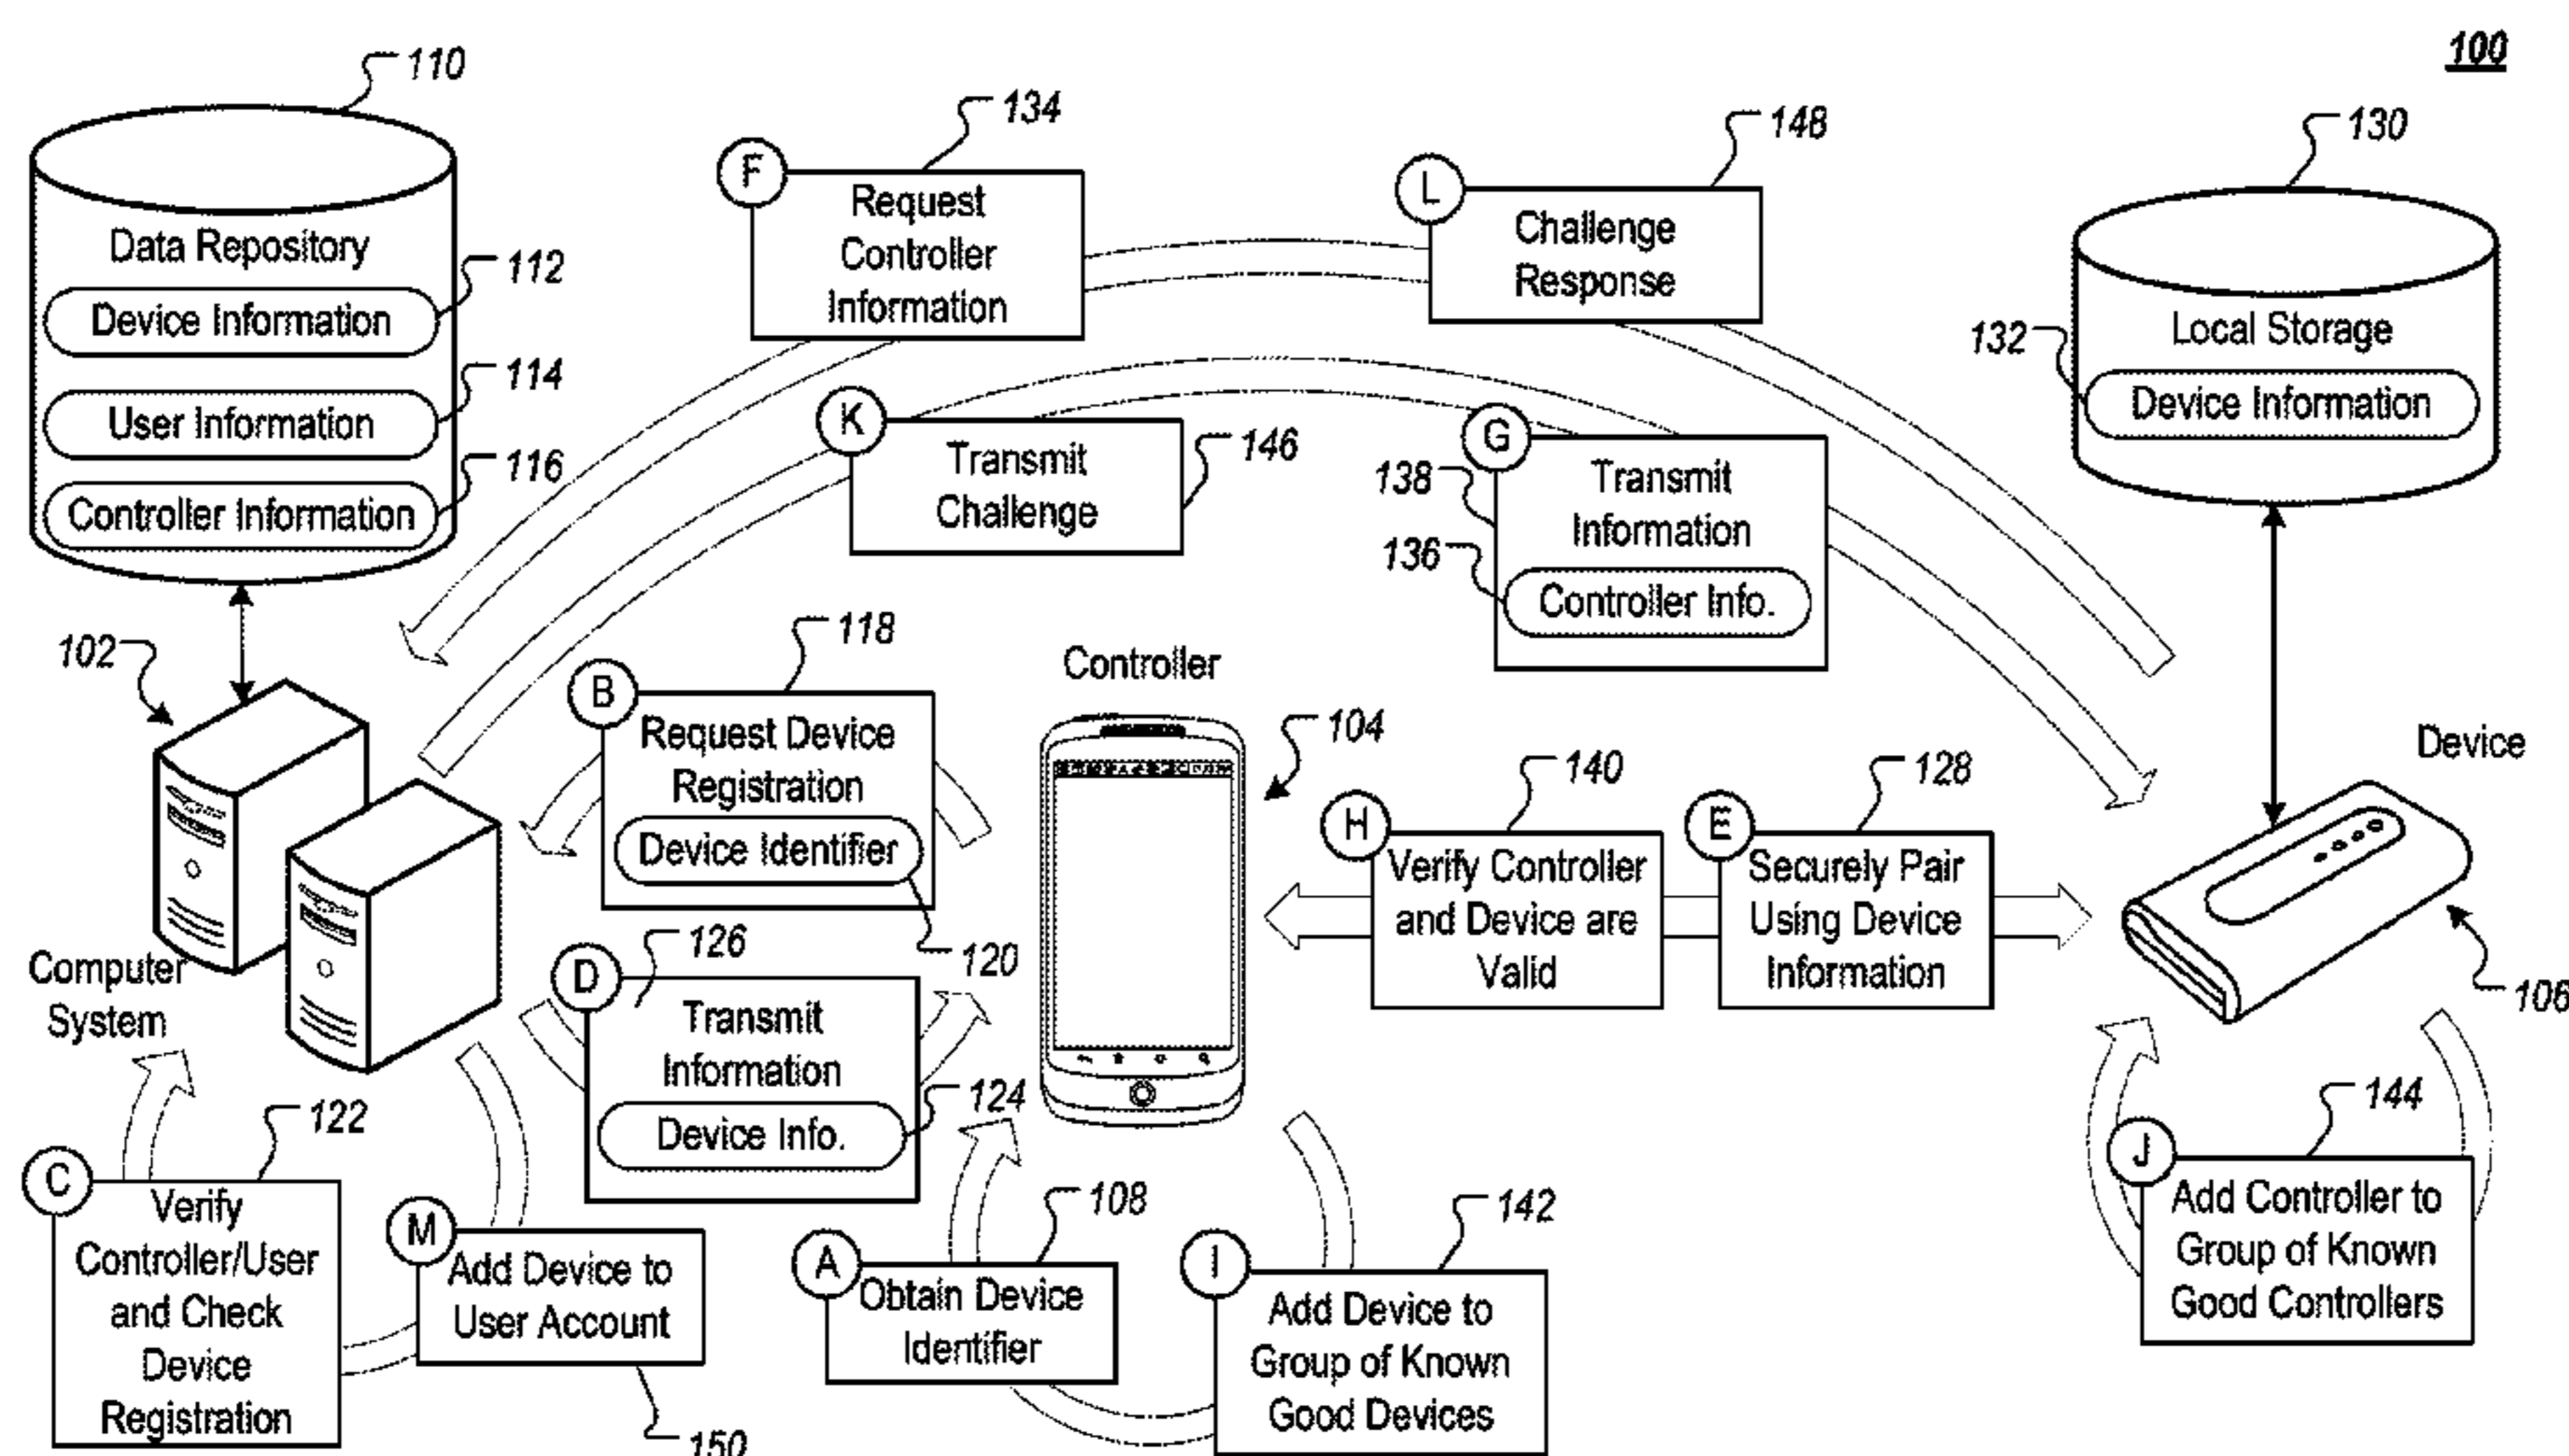 100
110
Data Repository
Device Information
112
User Information
114
Controller Information
116
F
134
Request
Controller
Information
L
148
Challenge
Response
130
Local Storage
132
Device Information
K
Transmit
Challenge
146
G
138
Transmit
Information
136
Controller Info.
102
Computer
System
B
118
Request Device
Registration
Device Identifier
120
Controller
104
H
140
Verify Controller
and Device are
Valid
E
128
Securely Pair
Using Device
Information
Device
106
D
126
Transmit
Information
Device Info.
124
C
122
Verify
Controller/User
and Check
Device
Registration
M
Add Device to
User Account
150
A
108
Obtain Device
Identifier
I
142
Add Device to
Group of Known
Good Devices
J
144
Add Controller to
Group of Known
Good Controllers